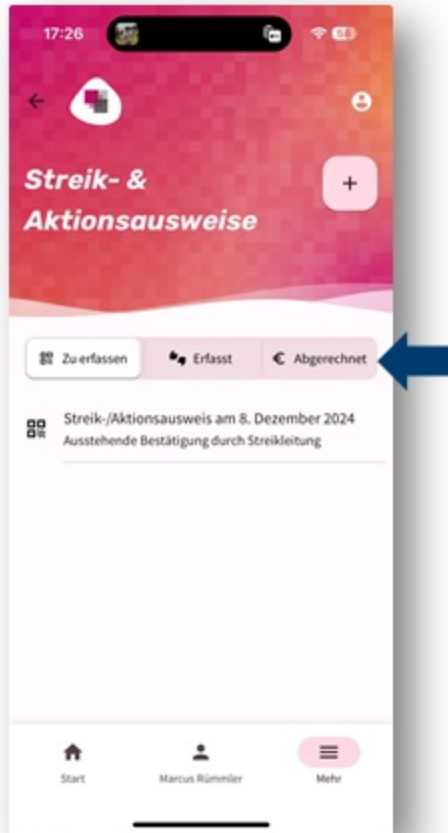 17:26
Streik- &
Aktionsausweise
+
Zu erfassen
Erfasst
€ Abgerechnet
Streik-/Aktionsausweis am 8. Dezember 2024
Ausstehende Bestätigung durch Streikleitung
Start
Marcus Rümmler
Mehr